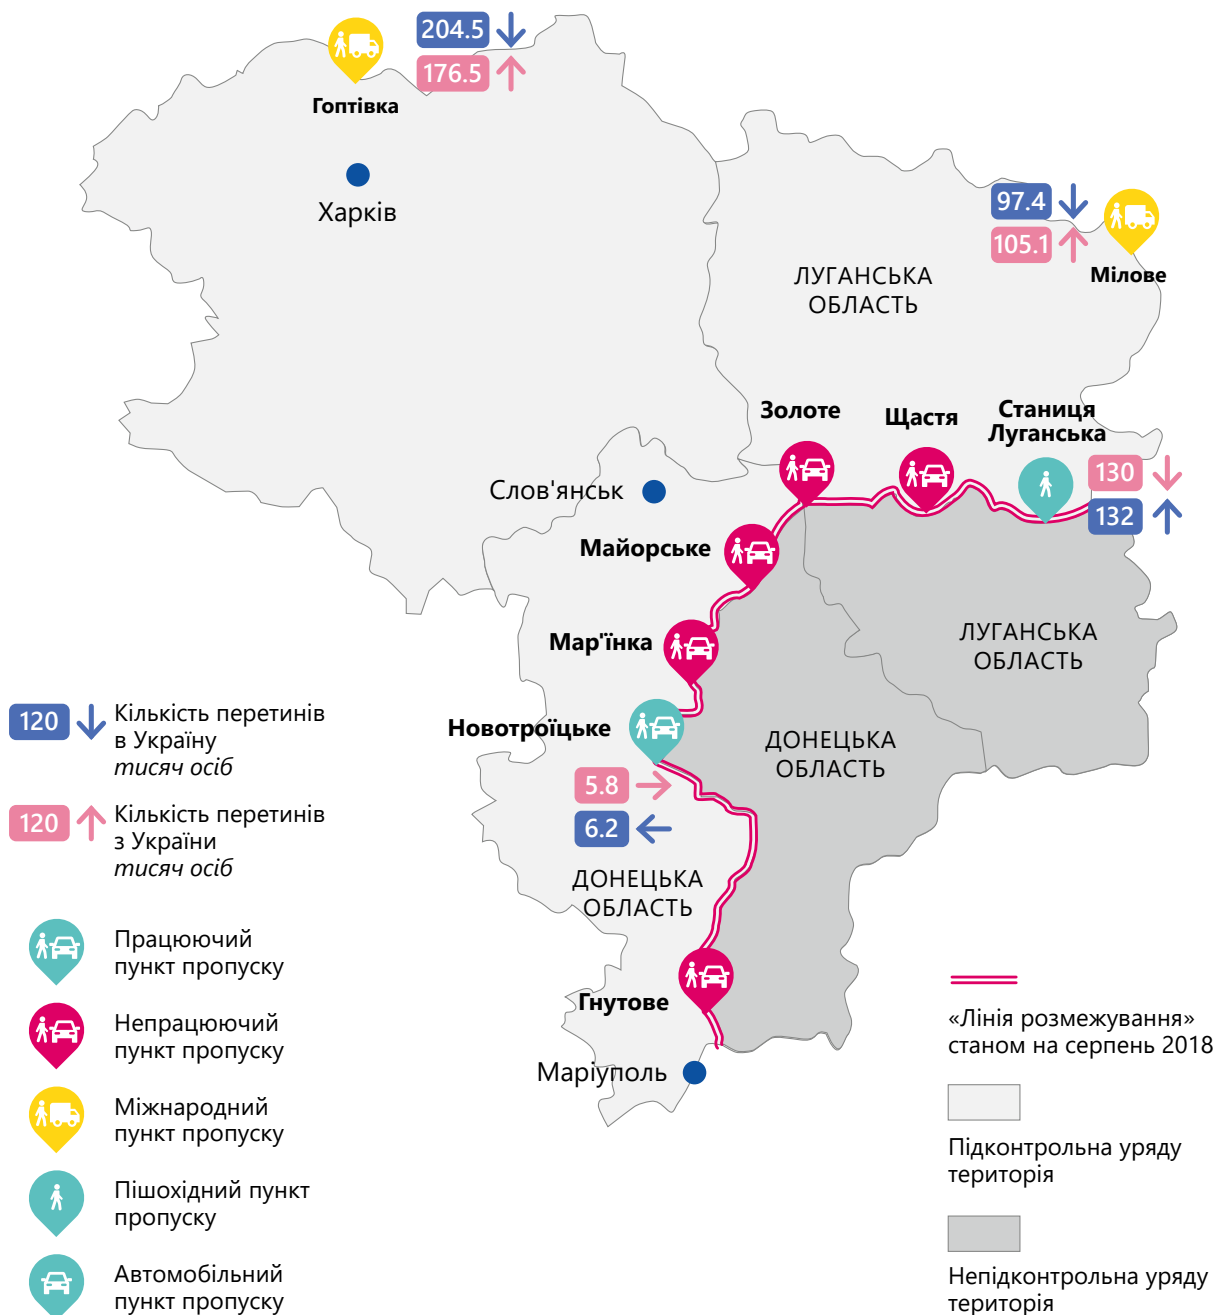 204.5
176.5
Гоптівка
Харків
97.4
105.1
Мілове
ЛУГАНСЬКА
ОБЛАСТЬ
Золоте
Щастя
Станиця
Луганська
130
132
Слов'янськ
Майорське
Мар'їнка
ЛУГАНСЬКА
ОБЛАСТЬ
Новотроїцьке
ДОНЕЦЬКА
ОБЛАСТЬ
5.8
6.2
ДОНЕЦЬКА
ОБЛАСТЬ
Гнутове
Маріуполь
120
Кількість перетинів
в Україну
тисяч осіб
120
Кількість перетинів
з України
тисяч осіб
Працюючий
пункт пропуску
Непрацюючий
пункт пропуску
Міжнародний
пункт пропуску
Пішохідний пункт
пропуску
Автомобільний
пункт пропуску
«Лінія розмежування»
станом на серпень 2018
Підконтрольна уряду
територія
Непідконтрольна уряду
територія